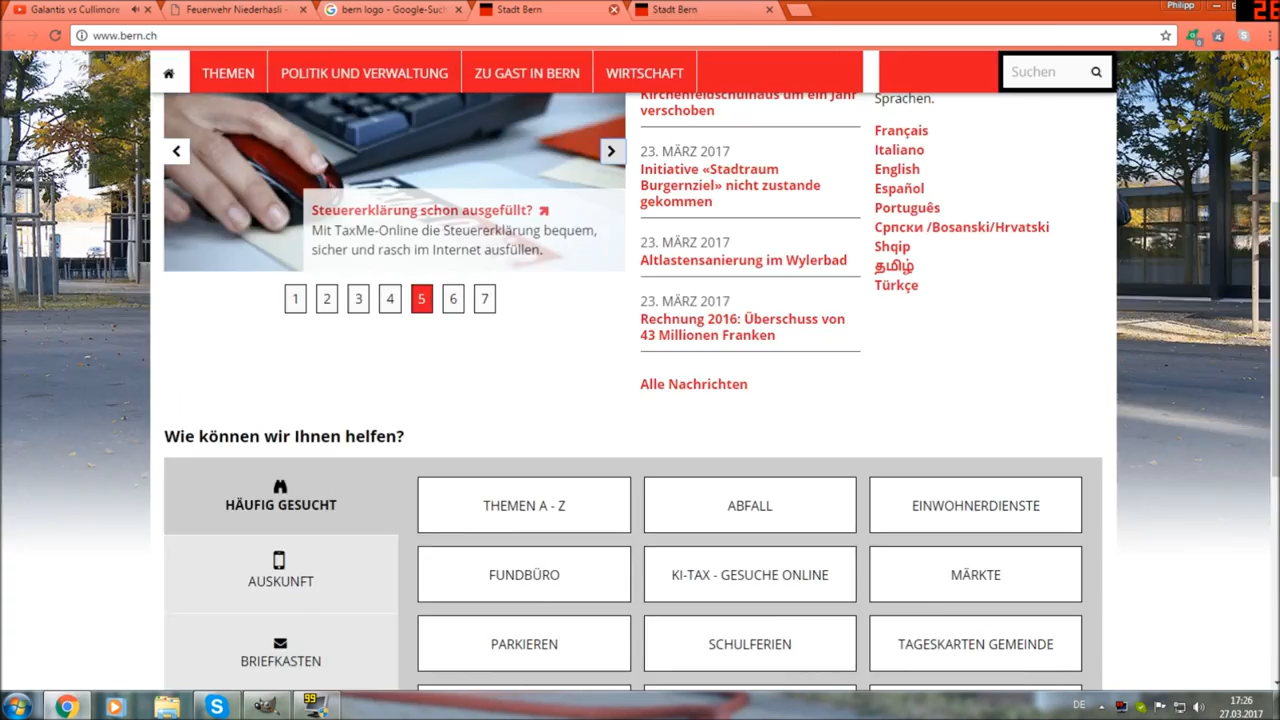 Galantis vs Cullimore
Feuerwehr Niederhasli -
bern logo - Google-Such
Stadt Bern
Stadt Bern
Philipp
26
www.bern.ch
THEMEN
POLITIK UND VERWALTUNG
ZU GAST IN BERN
WIRTSCHAFT
Suchen
Steuererklärung schon ausgefüllt?
Mit TaxMe-Online die Steuererklärung bequem,
sicher und rasch im Internet ausfüllen.
1 2 3 4 5 6 7
Kirchenfeldschulhaus um ein Jahr
verschoben
23. MÄRZ 2017
Initiative «Stadtraum
Burgernziel» nicht zustande
gekommen
23. MÄRZ 2017
Altlastensanierung im Wylerbad
23. MÄRZ 2017
Rechnung 2016: Überschuss von
43 Millionen Franken
Alle Nachrichten
Sprachen.
Français
Italiano
English
Español
Português
Српски /Bosanski/Hrvatski
Shqip
தமிழ்
Türkçe
Wie können wir Ihnen helfen?
HÄUFIG GESUCHT
AUSKUNFT
BRIEFKASTEN
THEMEN A - Z
ABFALL
EINWOHNERDIENSTE
FUNDBÜRO
KI-TAX - GESUCHE ONLINE
MÄRKTE
PARKIEREN
SCHULFERIEN
TAGESKARTEN GEMEINDE
99
DE
17:26
27.03.2017